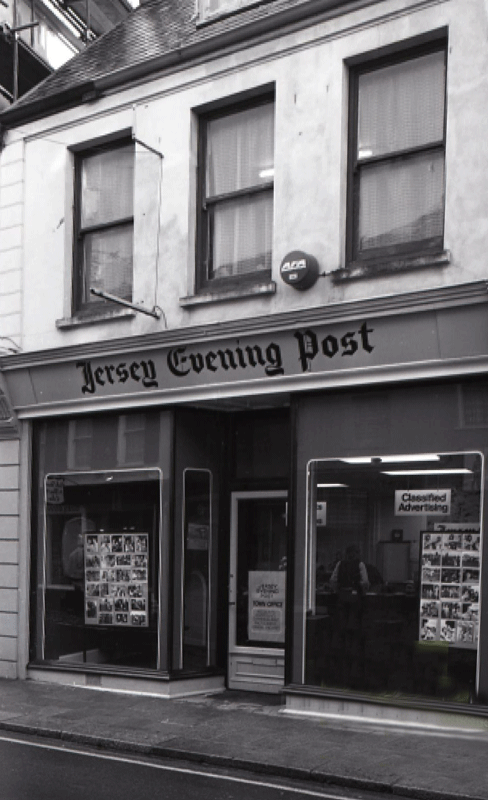 AFA
Jersey Evening Post
Classified
Advertising
JERSEY
EVENING
POST
TOWN OFFICE